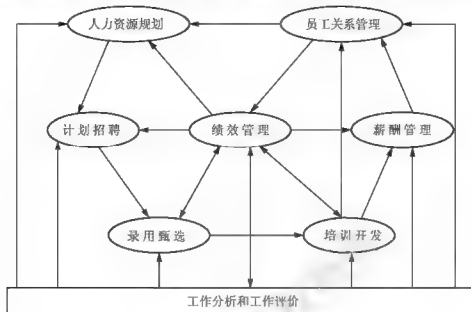 人力资源规划
员工关系管理
计划招聘
绩效管理
薪酬管理
录用甄选
培训开发
工作分析和工作评价